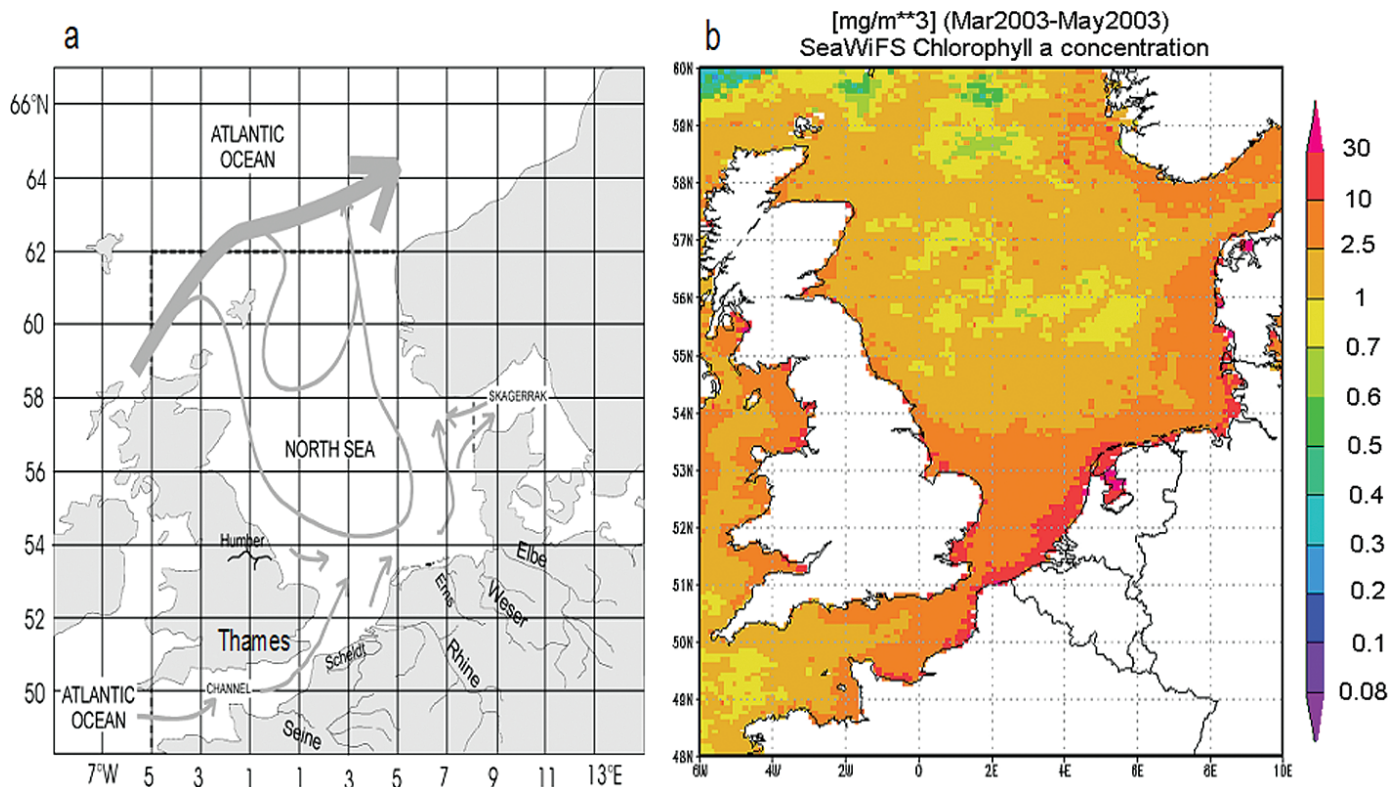 a
66°N
64
62
60
58
56
54
52
50
7°W 5 3 1 1 3 5 7 9 11 13°E
ATLANTIC
OCEAN
SKAGERRAK
NORTH SEA
Humber
Elbe
Ems
Weser
Thames
Scheldt
Rhine
CHANNEL
ATLANTIC
OCEAN
Seine
b
[mg/m**3] (Mar2003-May2003)
SeaWiFS Chlorophyll a concentration
60N
59N
58N
57N
56N
55N
54N
53N
52N
51N
50N
49N
48N
6W 4W 2W 0 2E 4E 6E 8E 10E
30
10
2.5
1
0.7
0.6
0.5
0.4
0.3
0.2
0.1
0.08